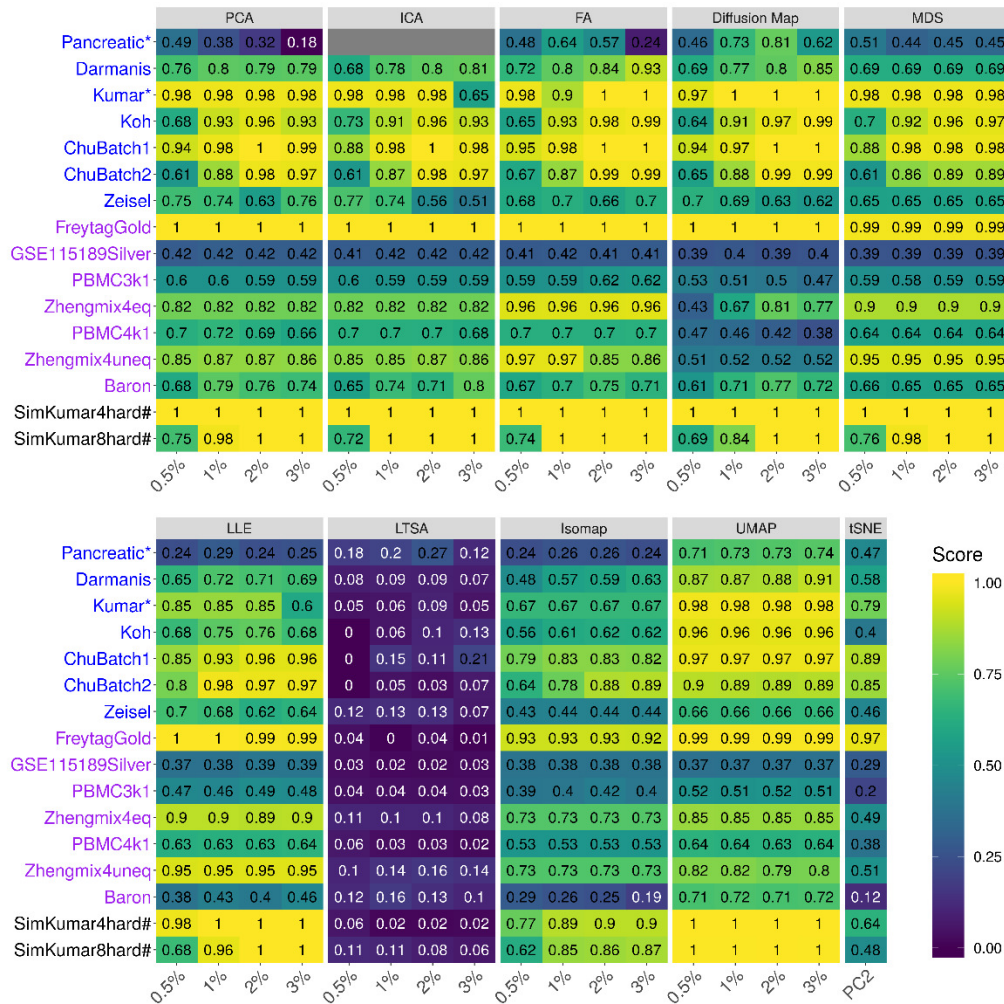 PCA ICA FA Diffusion Map MDS
Pancreatic* 0.49 0.38 0.32 0.18 0.48 0.64 0.57 0.24 0.46 0.73 0.81 0.62 0.51 0.44 0.45 0.45
Darmanis 0.76 0.8 0.79 0.79 0.68 0.78 0.8 0.81 0.72 0.8 0.84 0.93 0.69 0.77 0.8 0.85 0.69 0.69 0.69 0.69
Kumar* 0.98 0.98 0.98 0.98 0.98 0.98 0.98 0.65 0.98 0.9 1 1 0.97 1 1 1 0.98 0.98 0.98 0.98
Koh 0.68 0.93 0.96 0.93 0.73 0.91 0.96 0.93 0.65 0.93 0.98 0.99 0.64 0.91 0.97 0.99 0.7 0.92 0.96 0.97
ChuBatch1 0.94 0.98 1 0.99 0.88 0.98 1 0.98 0.95 0.98 1 1 0.94 0.97 1 1 0.88 0.98 0.98 0.98
ChuBatch2 0.61 0.88 0.98 0.97 0.61 0.87 0.98 0.97 0.67 0.87 0.99 0.99 0.65 0.88 0.99 0.99 0.61 0.86 0.89 0.89
Zeisel 0.75 0.74 0.63 0.76 0.77 0.74 0.56 0.51 0.68 0.7 0.66 0.7 0.7 0.69 0.63 0.62 0.65 0.65 0.65 0.65
FreytagGold 1 1 1 1 1 1 1 1 1 1 1 1 1 1 1 1 0.99 0.99 0.99 0.99
GSE115189Silver 0.42 0.42 0.42 0.42 0.41 0.42 0.42 0.42 0.41 0.42 0.41 0.41 0.39 0.4 0.39 0.4 0.39 0.39 0.39 0.39
PBMC3k1 0.6 0.6 0.59 0.59 0.6 0.6 0.59 0.59 0.59 0.59 0.62 0.62 0.53 0.51 0.5 0.47 0.59 0.58 0.59 0.59
Zhengmix4eq 0.82 0.82 0.82 0.82 0.82 0.82 0.82 0.82 0.96 0.96 0.96 0.96 0.43 0.67 0.81 0.77 0.9 0.9 0.9 0.9
PBMC4k1 0.7 0.72 0.69 0.66 0.7 0.7 0.7 0.68 0.7 0.7 0.7 0.7 0.47 0.46 0.42 0.38 0.64 0.64 0.64 0.64
Zhengmix4uneq 0.85 0.87 0.87 0.86 0.85 0.85 0.87 0.86 0.97 0.97 0.85 0.86 0.51 0.52 0.52 0.52 0.95 0.95 0.95 0.95
Baron 0.68 0.79 0.76 0.74 0.65 0.74 0.71 0.8 0.67 0.7 0.75 0.71 0.61 0.71 0.77 0.72 0.66 0.65 0.65 0.65
SimKumar4hard# 1 1 1 1 1 1 1 1 1 1 1 1 1 1 1 1 1 1 1 1
SimKumar8hard# 0.75 0.98 1 1 0.72 1 1 1 0.74 1 1 1 0.69 0.84 1 1 0.76 0.98 1 1
0.5% 1% 2% 3% 0.5% 1% 2% 3% 0.5% 1% 2% 3% 0.5% 1% 2% 3% 0.5% 1% 2% 3%
LLE LTSA Isomap UMAP tSNE
Pancreatic* 0.24 0.29 0.24 0.25 0.18 0.2 0.27 0.12 0.24 0.26 0.26 0.24 0.71 0.73 0.73 0.74 0.47
Darmanis 0.65 0.72 0.71 0.69 0.08 0.09 0.09 0.07 0.48 0.57 0.59 0.63 0.87 0.87 0.88 0.91 0.58
Kumar* 0.85 0.85 0.85 0.6 0.05 0.06 0.09 0.05 0.67 0.67 0.67 0.67 0.98 0.98 0.98 0.98 0.79
Koh 0.68 0.75 0.76 0.68 0 0.06 0.1 0.13 0.56 0.61 0.62 0.62 0.96 0.96 0.96 0.96 0.4
ChuBatch1 0.85 0.93 0.96 0.96 0 0.15 0.11 0.21 0.79 0.83 0.83 0.82 0.97 0.97 0.97 0.97 0.89
ChuBatch2 0.8 0.98 0.97 0.97 0 0.05 0.03 0.07 0.64 0.78 0.88 0.89 0.9 0.89 0.89 0.89 0.85
Zeisel 0.7 0.68 0.62 0.64 0.12 0.13 0.13 0.07 0.43 0.44 0.44 0.44 0.66 0.66 0.66 0.66 0.46
FreytagGold 1 1 0.99 0.99 0.04 0 0.04 0.01 0.93 0.93 0.93 0.92 0.99 0.99 0.99 0.99 0.97
GSE115189Silver 0.37 0.38 0.39 0.39 0.03 0.02 0.02 0.03 0.38 0.38 0.38 0.38 0.37 0.37 0.37 0.37 0.29
PBMC3k1 0.47 0.46 0.49 0.48 0.04 0.04 0.04 0.03 0.39 0.4 0.42 0.4 0.52 0.51 0.52 0.51 0.2
Zhengmix4eq 0.9 0.9 0.89 0.9 0.11 0.1 0.1 0.08 0.73 0.73 0.73 0.73 0.85 0.85 0.85 0.85 0.49
PBMC4k1 0.63 0.63 0.63 0.64 0.06 0.03 0.03 0.02 0.53 0.53 0.53 0.53 0.64 0.64 0.63 0.64 0.38
Zhengmix4uneq 0.95 0.95 0.95 0.95 0.1 0.14 0.16 0.14 0.73 0.73 0.73 0.73 0.82 0.82 0.79 0.8 0.51
Baron 0.38 0.43 0.4 0.46 0.12 0.16 0.13 0.1 0.29 0.26 0.25 0.19 0.71 0.72 0.71 0.72 0.12
SimKumar4hard# 0.98 1 1 1 0.06 0.02 0.02 0.02 0.77 0.89 0.9 0.9 1 1 1 1 0.64
SimKumar8hard# 0.68 0.96 1 1 0.11 0.11 0.08 0.06 0.62 0.85 0.86 0.87 1 1 1 1 0.48
0.5% 1% 2% 3% 0.5% 1% 2% 3% 0.5% 1% 2% 3% 0.5% 1% 2% 3% PC2
Score
1.00
0.75
0.50
0.25
0.00